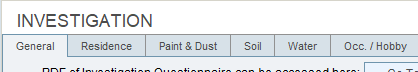 INVESTIGATION
General Residence Paint & Dust Soil Water Occ. / Hobby
PDF of Investigation Questionnaire can be accessed here: